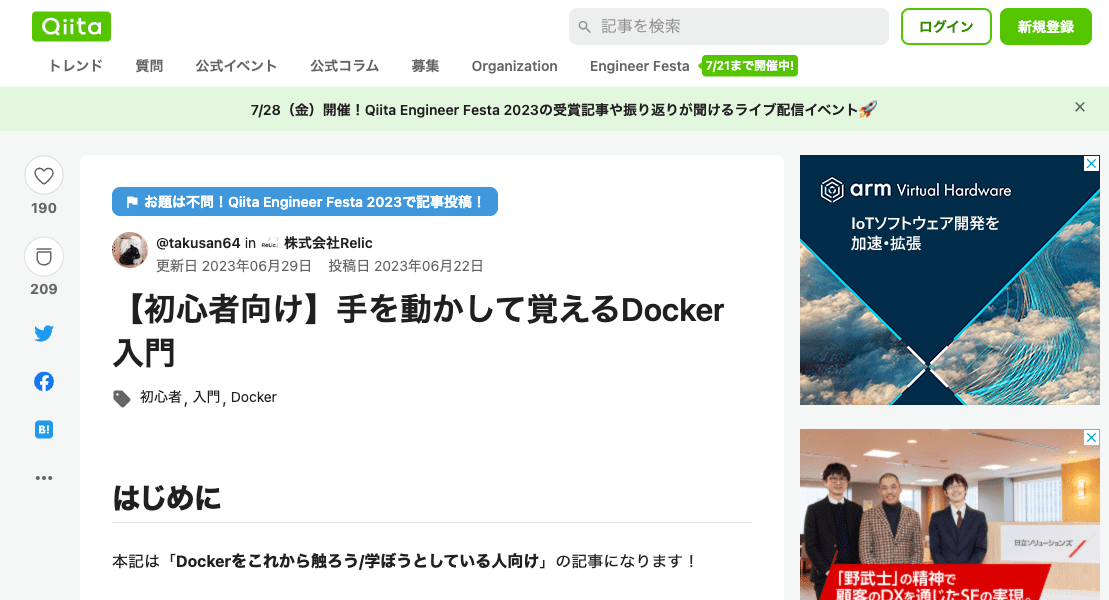 Qiita
記事を検索
ログイン
新規登録
トレンド 質問 公式イベント 公式コラム 募集 Organization Engineer Festa 7/21まで開催中!
7/28（金）開催！Qiita Engineer Festa 2023の受賞記事や振り返りが聞けるライブ配信イベント🚀
190
209
B!
お題は不問！Qiita Engineer Festa 2023で記事投稿！
@takusan64 in ReLic 株式会社Relic
更新日 2023年06月29日 投稿日 2023年06月22日
【初心者向け】手を動かして覚えるDocker
入門
初心者, 入門, Docker
はじめに
本記は「Dockerをこれから触ろう/学ぼうとしている人向け」の記事になります！
arm Virtual Hardware
IoTソフトウェア開発を
加速・拡張
日立ソリューションズ
「野武士」の精神で
顧客のDXを通じたSEの実現。